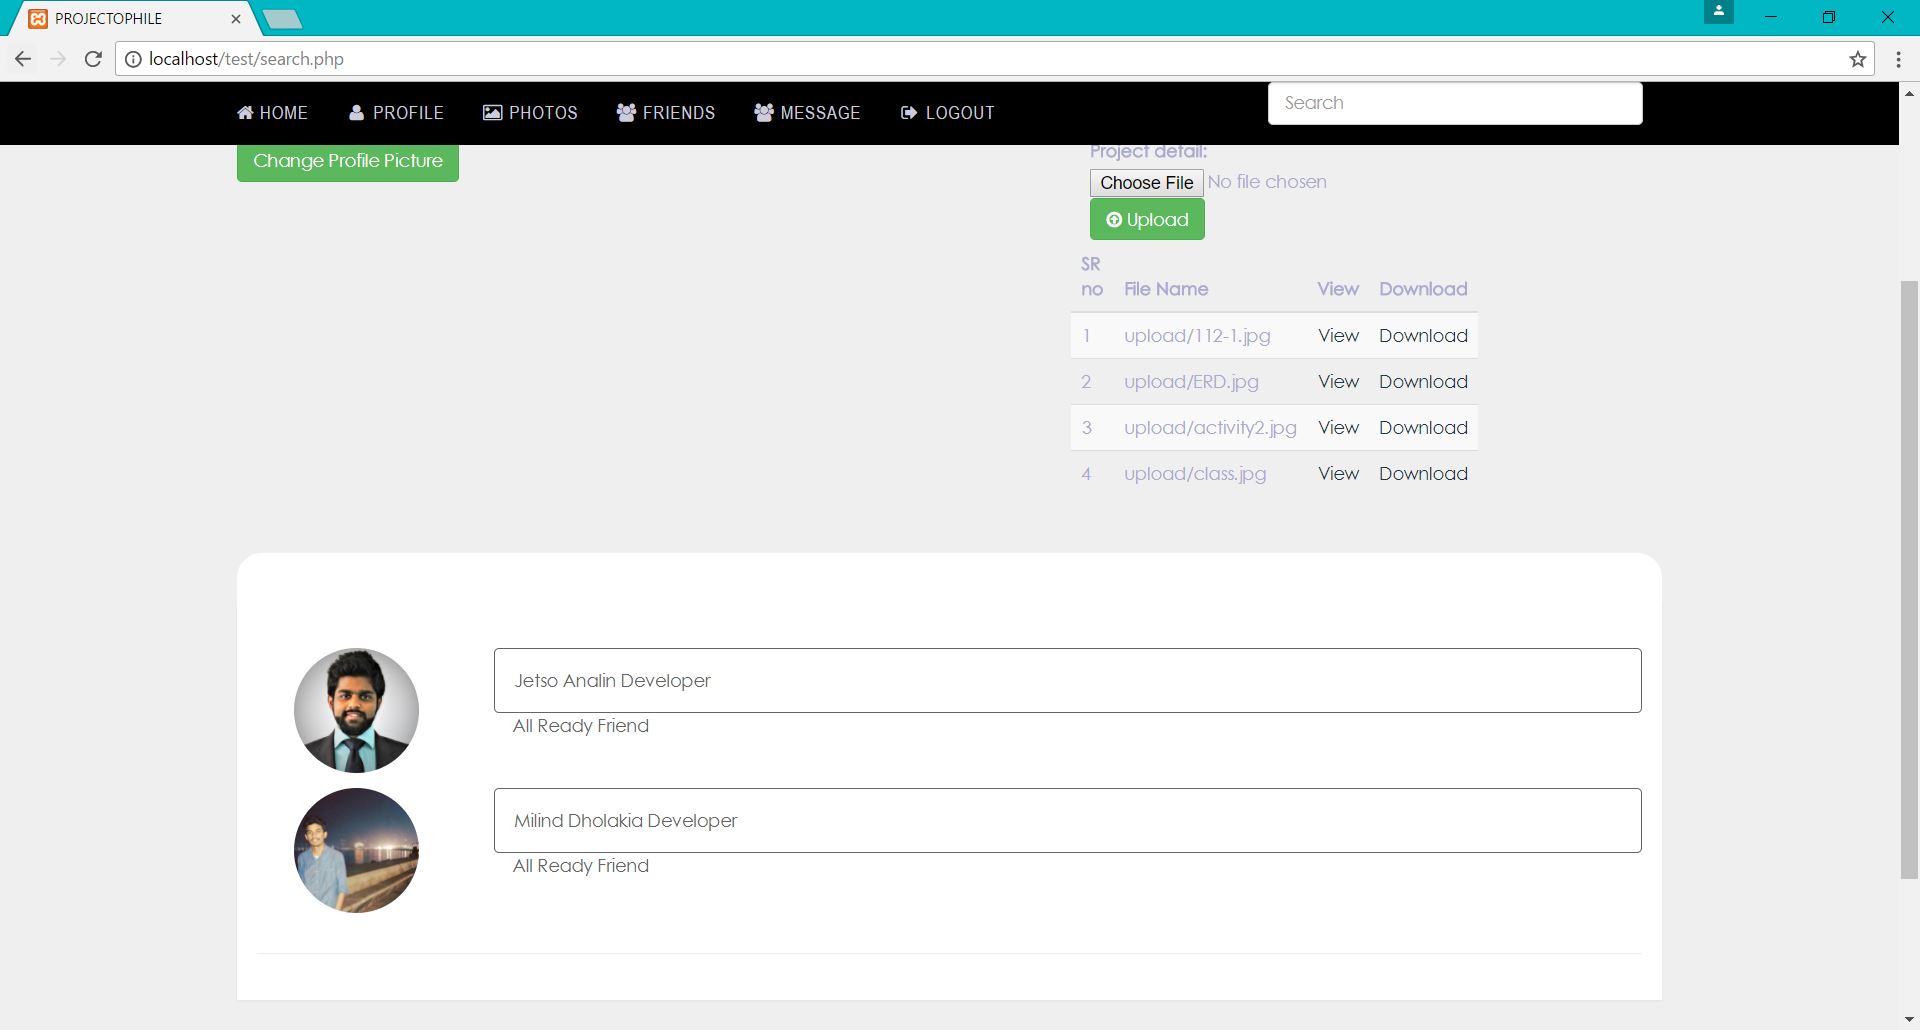 PROJECTOPHILE
localhost/test/search.php
HOME PROFILE PHOTOS FRIENDS MESSAGE LOGOUT Search
Change Profile Picture
Project detail:
Choose File No file chosen
Upload
SR no File Name View Download
1 upload/112-1.jpg View Download
2 upload/ERD.jpg View Download
3 upload/activity2.jpg View Download
4 upload/class.jpg View Download
Jetso Analin Developer
All Ready Friend
Milind Dholakia Developer
All Ready Friend